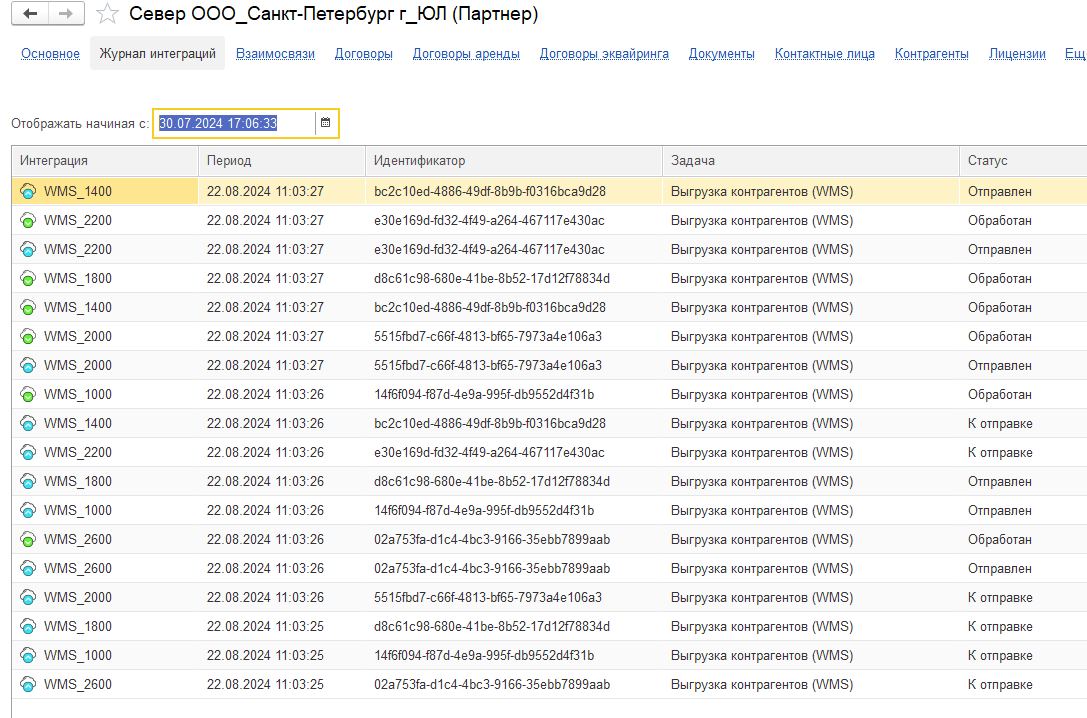 Север ООО_Санкт-Петербург г_ЮЛ (Партнер)
Основное Журнал интеграций Взаимосвязи Договоры Договоры аренды Договоры эквайринга Документы Контактные лица Контрагенты Лицензии Ещ
Отображать начиная с: 30.07.2024 17:06:33
Интеграция Период Идентификатор Задача Статус
WMS_1400 22.08.2024 11:03:27 bc2c10ed-4886-49df-8b9b-f0316bca9d28 Выгрузка контрагентов (WMS) Отправлен
WMS_2200 22.08.2024 11:03:27 e30e169d-fd32-4f49-a264-467117e430ac Выгрузка контрагентов (WMS) Обработан
WMS_2200 22.08.2024 11:03:27 e30e169d-fd32-4f49-a264-467117e430ac Выгрузка контрагентов (WMS) Отправлен
WMS_1800 22.08.2024 11:03:27 d8c61c98-680e-41be-8b52-17d12f78834d Выгрузка контрагентов (WMS) Обработан
WMS_1400 22.08.2024 11:03:27 bc2c10ed-4886-49df-8b9b-f0316bca9d28 Выгрузка контрагентов (WMS) Обработан
WMS_2000 22.08.2024 11:03:27 5515fbd7-c66f-4813-bf65-7973a4e106a3 Выгрузка контрагентов (WMS) Обработан
WMS_2000 22.08.2024 11:03:27 5515fbd7-c66f-4813-bf65-7973a4e106a3 Выгрузка контрагентов (WMS) Отправлен
WMS_1000 22.08.2024 11:03:26 14f6f094-f87d-4e9a-995f-db9552d4f31b Выгрузка контрагентов (WMS) Обработан
WMS_1400 22.08.2024 11:03:26 bc2c10ed-4886-49df-8b9b-f0316bca9d28 Выгрузка контрагентов (WMS) К отправке
WMS_2200 22.08.2024 11:03:26 e30e169d-fd32-4f49-a264-467117e430ac Выгрузка контрагентов (WMS) К отправке
WMS_1800 22.08.2024 11:03:26 d8c61c98-680e-41be-8b52-17d12f78834d Выгрузка контрагентов (WMS) Отправлен
WMS_1000 22.08.2024 11:03:26 14f6f094-f87d-4e9a-995f-db9552d4f31b Выгрузка контрагентов (WMS) Отправлен
WMS_2600 22.08.2024 11:03:26 02a753fa-d1c4-4bc3-9166-35ebb7899aab Выгрузка контрагентов (WMS) Обработан
WMS_2600 22.08.2024 11:03:26 02a753fa-d1c4-4bc3-9166-35ebb7899aab Выгрузка контрагентов (WMS) Отправлен
WMS_2000 22.08.2024 11:03:26 5515fbd7-c66f-4813-bf65-7973a4e106a3 Выгрузка контрагентов (WMS) К отправке
WMS_1800 22.08.2024 11:03:25 d8c61c98-680e-41be-8b52-17d12f78834d Выгрузка контрагентов (WMS) К отправке
WMS_1000 22.08.2024 11:03:25 14f6f094-f87d-4e9a-995f-db9552d4f31b Выгрузка контрагентов (WMS) К отправке
WMS_2600 22.08.2024 11:03:25 02a753fa-d1c4-4bc3-9166-35ebb7899aab Выгрузка контрагентов (WMS) К отправке